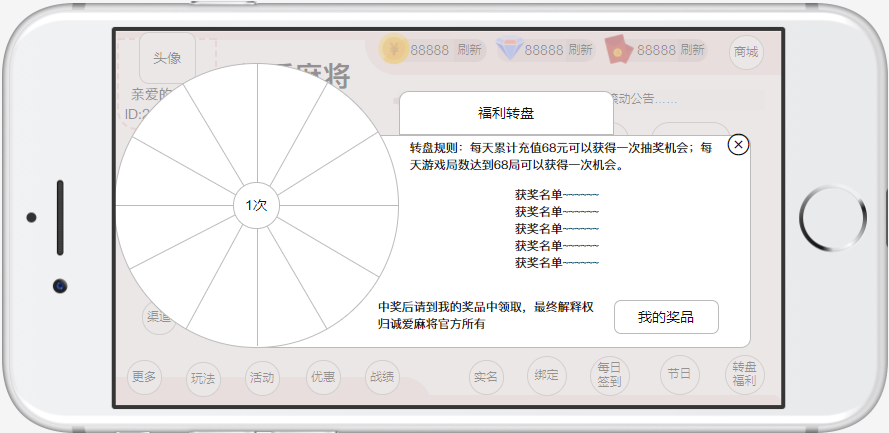 头像
88888 刷新
88888 刷新
88888 刷新
商城
麻将
亲爱的
ID:2
滚动公告……
福利转盘
转盘规则：每天累计充值68元可以获得一次抽奖机会；每
天游戏局数达到68局可以获得一次机会。
1次
获奖名单~~~~~~
获奖名单~~~~~~
获奖名单~~~~~~
获奖名单~~~~~~
获奖名单~~~~~~
中奖后请到我的奖品中领取，最终解释权
归诚爱麻将官方所有
我的奖品
渠道
更多
玩法
活动
优惠
战绩
实名
绑定
每日
签到
节日
转盘
福利